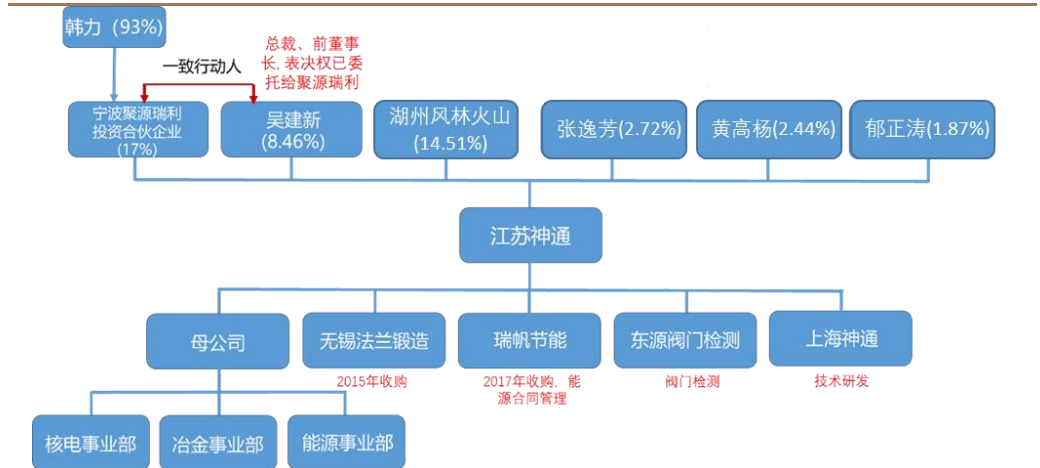 韩力（93%）
总裁、前董事
长, 表决权已委
托给聚源瑞利
一致行动人
宁波聚源瑞利
投资合伙企业
(17%)
吴建新
(8.46%)
湖州风林火山
(14.51%)
张逸芳(2.72%)
黄高杨(2.44%)
郁正涛(1.87%)
江苏神通
母公司
无锡法兰锻造
瑞帆节能
东源阀门检测
上海神通
2015年收购
2017年收购，能
源合同管理
阀门检测
技术研发
核电事业部
冶金事业部
能源事业部